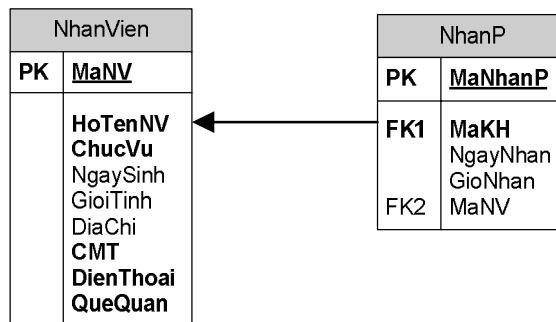 NhanVien
PK MaNV
HoTenNV
ChucVu
NgaySinh
GioiTinh
DiaChi
CMT
DienThoai
QueQuan
NhanP
PK MaNhanP
FK1 MaKH
NgayNhan
GioNhan
FK2 MaNV